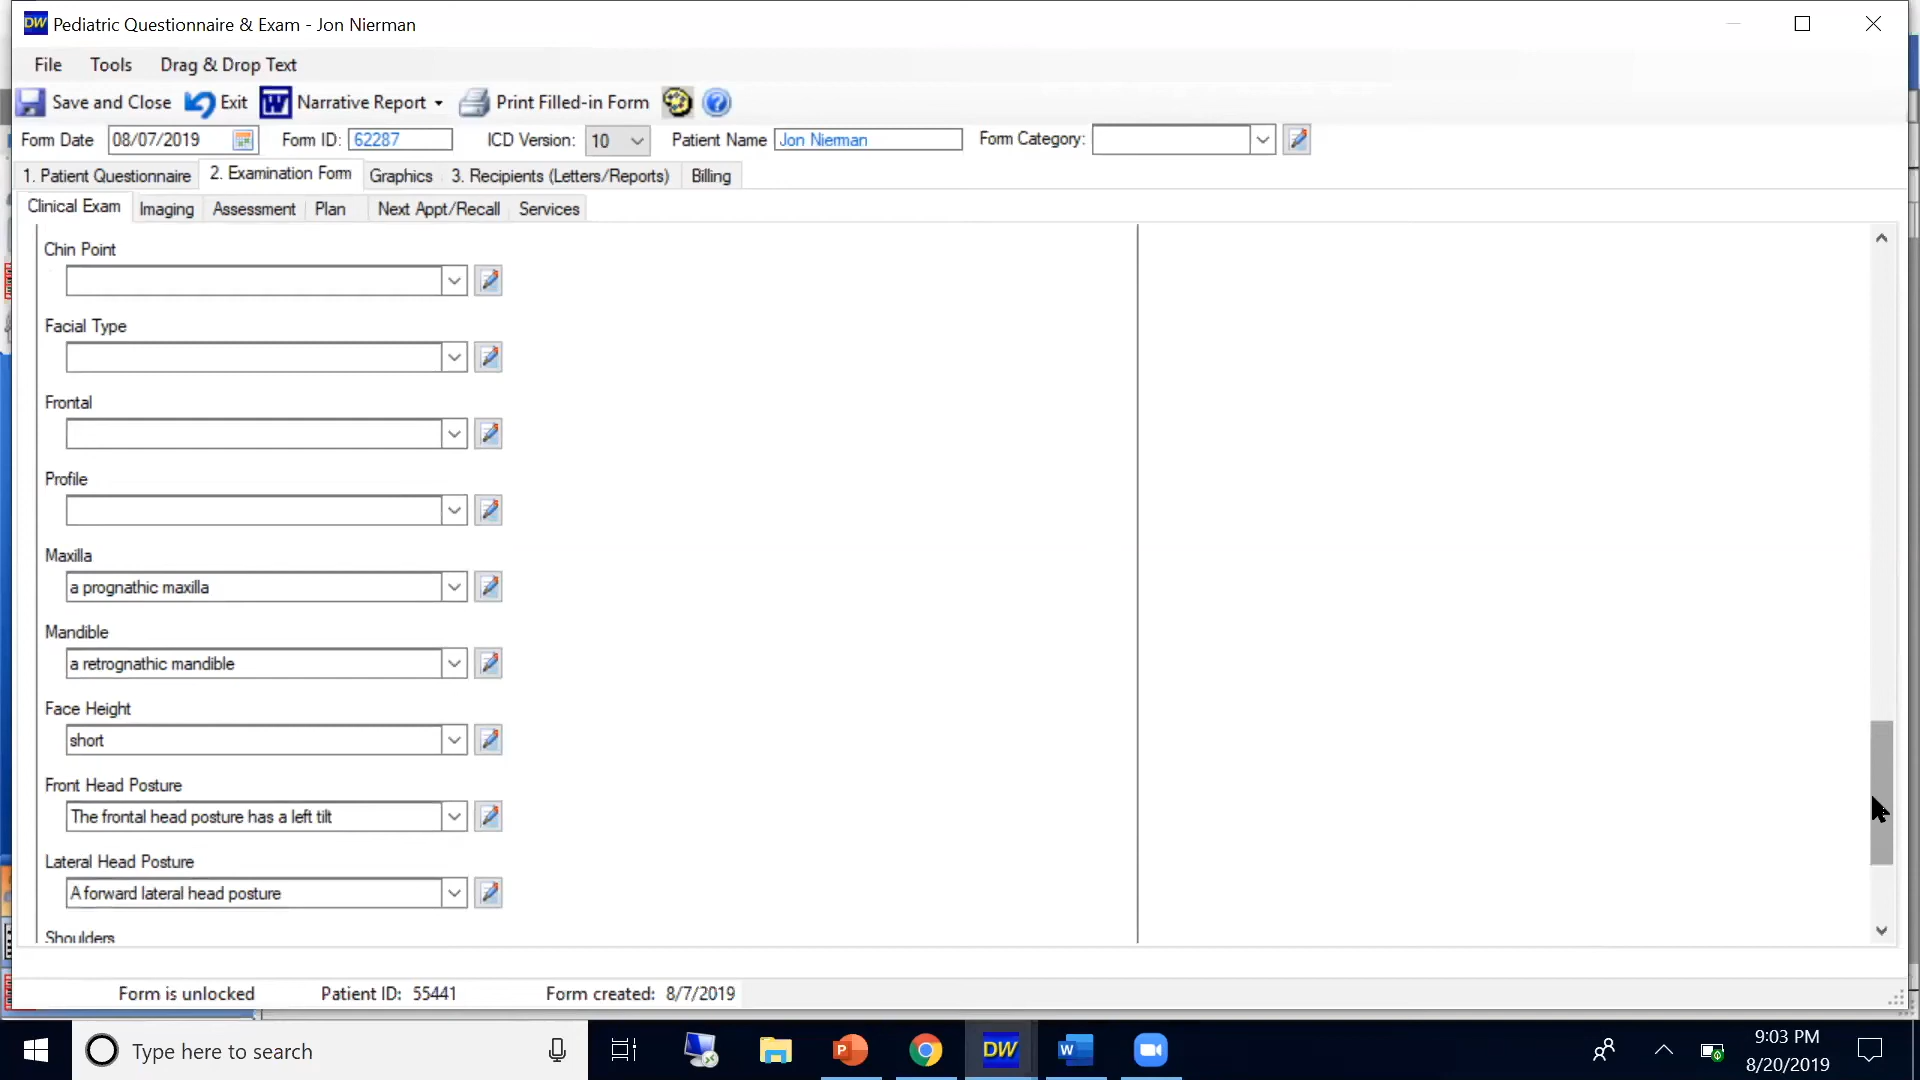 DW Pediatric Questionnaire & Exam - Jon Nierman
File Tools Drag & Drop Text
Save and Close Exit W Narrative Report Print Filled-in Form ?
Form Date 08/07/2019 Form ID: 62287 ICD Version: 10 Patient Name Jon Nierman Form Category:
1. Patient Questionnaire 2. Examination Form Graphics 3. Recipients (Letters/Reports) Billing
Clinical Exam Imaging Assessment Plan Next Appt/Recall Services
Chin Point
Facial Type
Frontal
Profile
Maxilla
a prognathic maxilla
Mandible
a retrognathic mandible
Face Height
short
Front Head Posture
The frontal head posture has a left tilt
Lateral Head Posture
A forward lateral head posture
Shoulders
Form is unlocked Patient ID: 55441 Form created: 8/7/2019
Type here to search P DW W 9:03 PM
8/20/2019